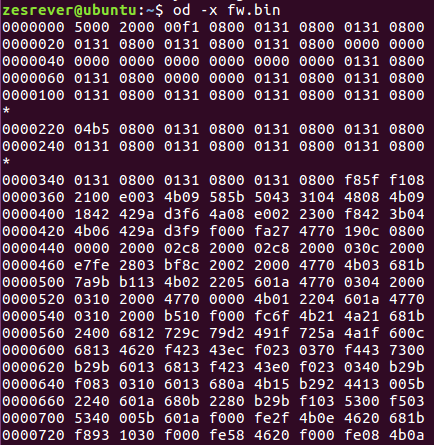 zesrever@ubuntu:~$ od -x fw.bin
0000000 5000 2000 00f1 0800 0131 0800 0131 0800
0000020 0131 0800 0131 0800 0131 0800 0000 0000
0000040 0000 0000 0000 0000 0000 0000 0131 0800
0000060 0131 0800 0000 0000 0131 0800 0131 0800
0000100 0131 0800 0131 0800 0131 0800 0131 0800
*
0000220 04b5 0800 0131 0800 0131 0800 0131 0800
0000240 0131 0800 0131 0800 0131 0800 0131 0800
*
0000340 0131 0800 0131 0800 0131 0800 f85f f108
0000360 2100 e003 4b09 585b 5043 3104 4808 4b09
0000400 1842 429a d3f6 4a08 e002 2300 f842 3b04
0000420 4b06 429a d3f9 f000 fa27 4770 190c 0800
0000440 0000 2000 02c8 2000 02c8 2000 030c 2000
0000460 e7fe 2803 bf8c 2002 2000 4770 4b03 681b
0000500 7a9b b113 4b02 2205 601a 4770 0304 2000
0000520 0310 2000 4770 0000 4b01 2204 601a 4770
0000540 0310 2000 b510 f000 fc6f 4b21 4a21 681b
0000560 2400 6812 729c 79d2 491f 725a 4a1f 600c
0000600 6813 4620 f423 43ec f023 0370 f443 7300
0000620 b29b 6013 6813 f423 43e0 f023 0340 b29b
0000640 f083 0310 6013 680a 4b15 b292 4413 005b
0000660 2240 601a 680b 2280 b29b f103 5300 f503
0000700 5340 005b 601a f000 fe2f 4b0e 4620 681b
0000720 f893 1030 f000 fe58 4620 f000 fe08 4b0a